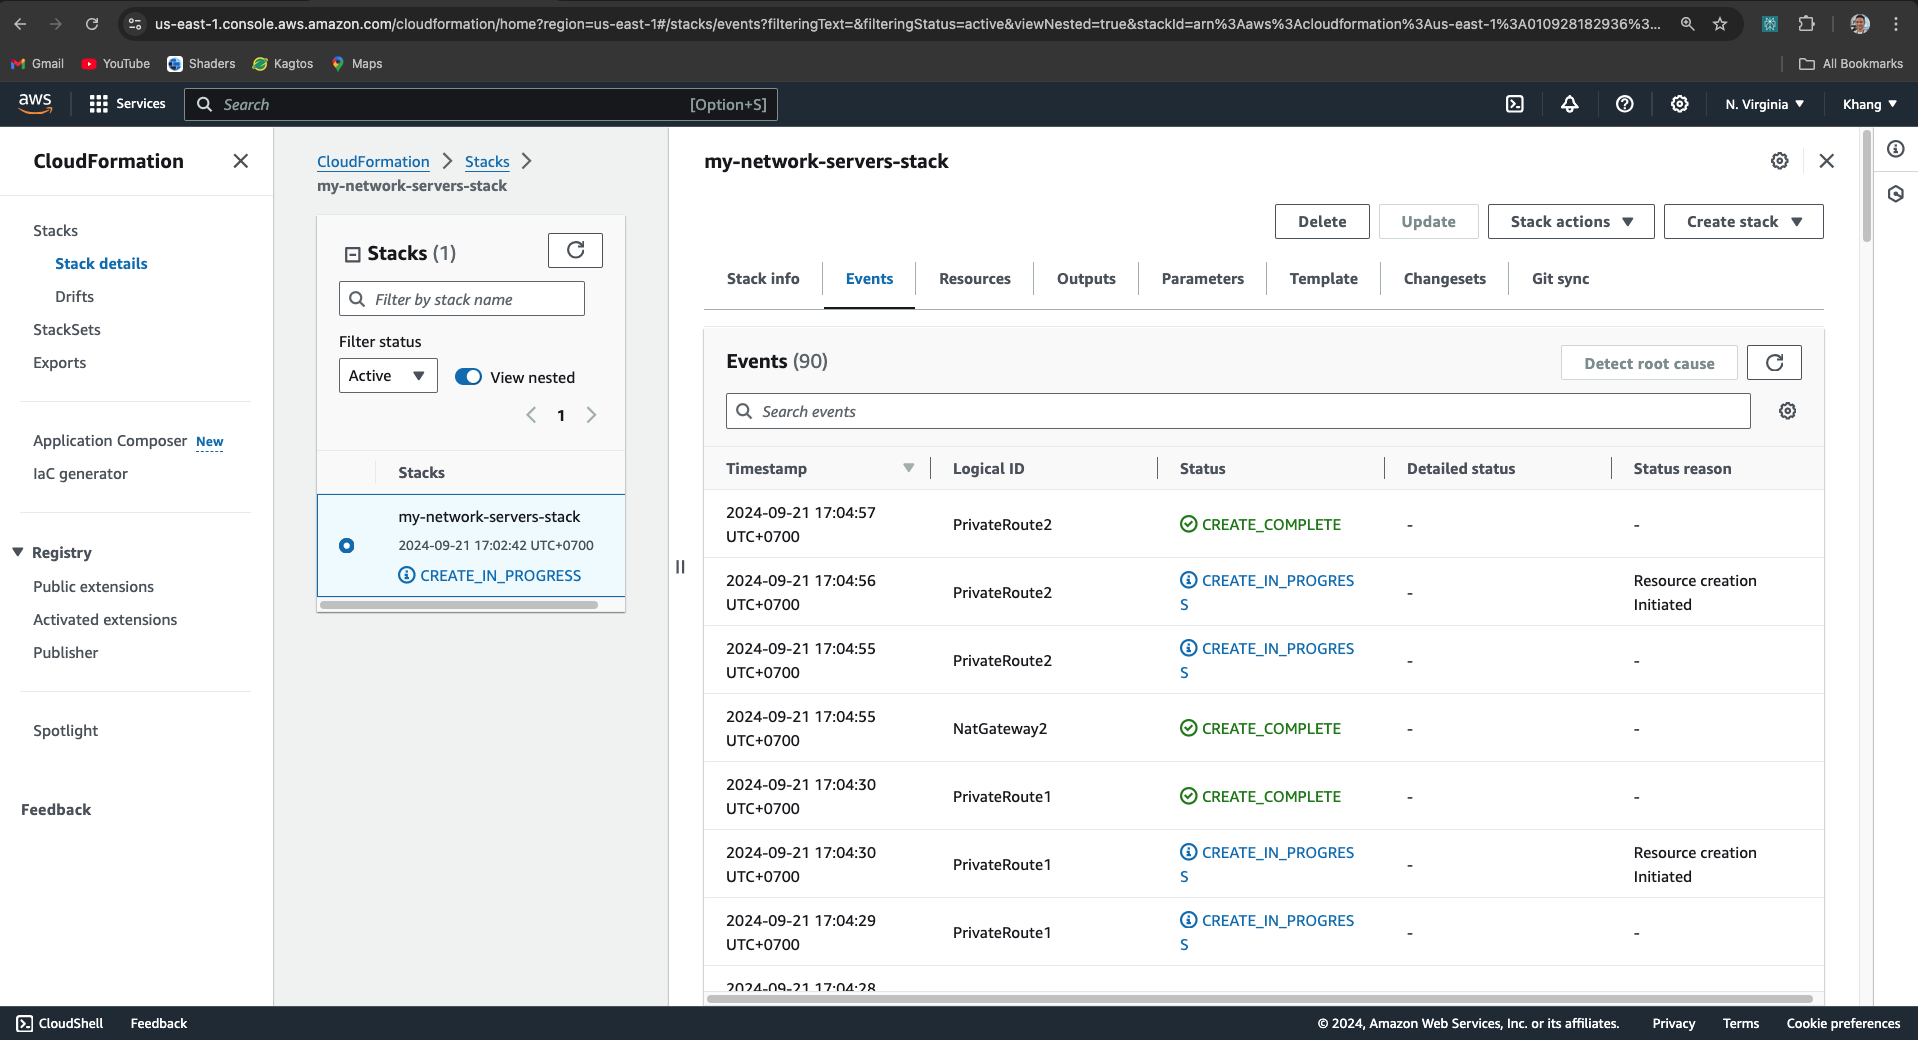 us-east-1.console.aws.amazon.com/cloudformation/home?region=us-east-1#/stacks/events?filteringText=&filteringStatus=active&viewNested=true&stackId=arn%3Aaws%3Acloudformation%3Aus-east-1%3A010928182936%3...
Gmail YouTube Shaders Kagtos Maps All Bookmarks
aws Services Search [Option+S] N. Virginia Khang
CloudFormation
Stacks
Stack details
Drifts
StackSets
Exports
Application Composer New
IaC generator
Registry
Public extensions
Activated extensions
Publisher
Spotlight
Feedback
CloudFormation Stacks
my-network-servers-stack
Stacks (1)
Filter by stack name
Filter status
Active View nested
1
Stacks
my-network-servers-stack
2024-09-21 17:02:42 UTC+0700
CREATE_IN_PROGRESS
my-network-servers-stack
Delete Update Stack actions Create stack
Stack info Events Resources Outputs Parameters Template Changesets Git sync
Events (90)
Detect root cause
Search events
Timestamp Logical ID Status Detailed status Status reason
2024-09-21 17:04:57
UTC+0700
PrivateRoute2
CREATE_COMPLETE
-
-
2024-09-21 17:04:56
UTC+0700
PrivateRoute2
CREATE_IN_PROGRES
S
-
Resource creation
Initiated
2024-09-21 17:04:55
UTC+0700
PrivateRoute2
CREATE_IN_PROGRES
S
-
-
2024-09-21 17:04:55
UTC+0700
NatGateway2
CREATE_COMPLETE
-
-
2024-09-21 17:04:30
UTC+0700
PrivateRoute1
CREATE_COMPLETE
-
-
2024-09-21 17:04:30
UTC+0700
PrivateRoute1
CREATE_IN_PROGRES
S
-
Resource creation
Initiated
2024-09-21 17:04:29
UTC+0700
PrivateRoute1
CREATE_IN_PROGRES
S
-
-
2024-09-21 17:04:28
CloudShell Feedback © 2024, Amazon Web Services, Inc. or its affiliates. Privacy Terms Cookie preferences